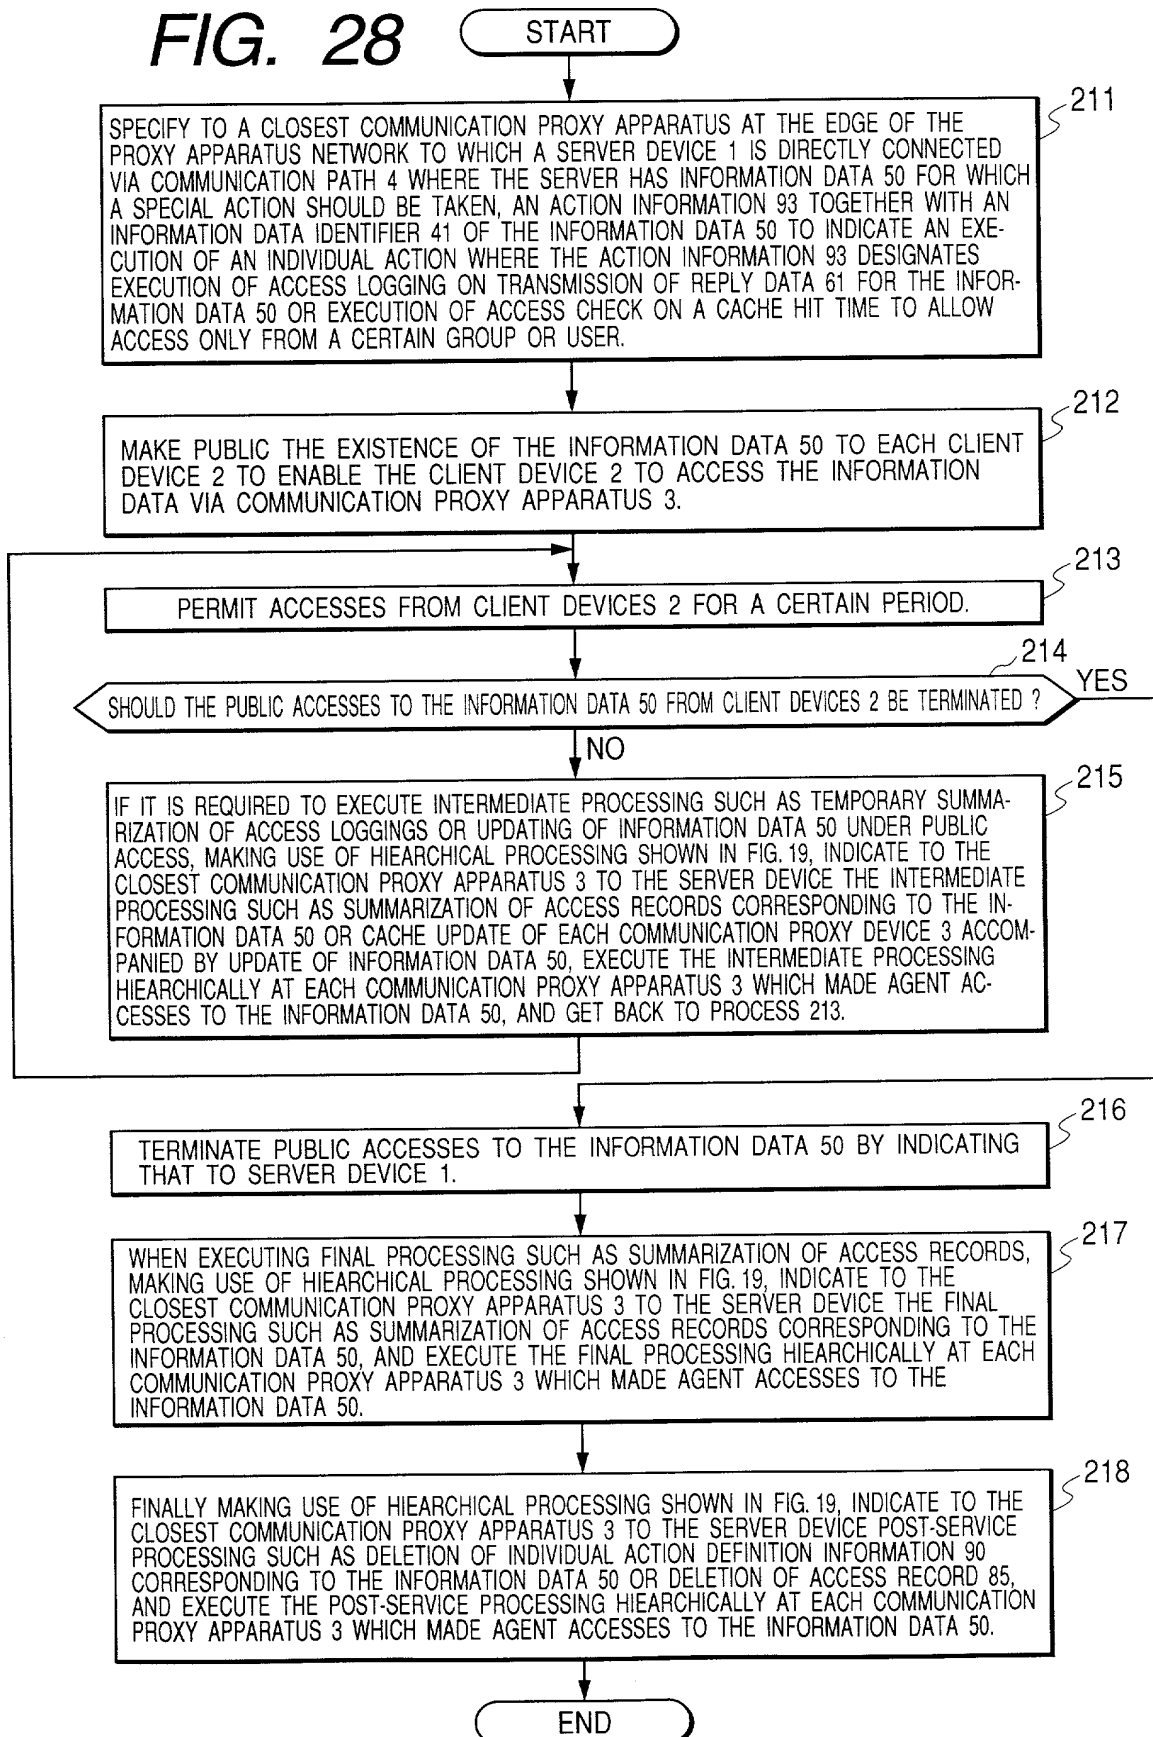 FIG. 28
START
211
SPECIFY TO A CLOSEST COMMUNICATION PROXY APPARATUS AT THE EDGE OF THE
PROXY APPARATUS NETWORK TO WHICH A SERVER DEVICE 1 IS DIRECTLY CONNECTED
VIA COMMUNICATION PATH 4 WHERE THE SERVER HAS INFORMATION DATA 50 FOR WHICH
A SPECIAL ACTION SHOULD BE TAKEN, AN ACTION INFORMATION 93 TOGETHER WITH AN
INFORMATION DATA IDENTIFIER 41 OF THE INFORMATION DATA 50 TO INDICATE AN EXE-
CUTION OF AN INDIVIDUAL ACTION WHERE THE ACTION INFORMATION 93 DESIGNATES
EXECUTION OF ACCESS LOGGING ON TRANSMISSION OF REPLY DATA 61 FOR THE INFOR-
MATION DATA 50 OR EXECUTION OF ACCESS CHECK ON A CACHE HIT TIME TO ALLOW
ACCESS ONLY FROM A CERTAIN GROUP OR USER.
212
MAKE PUBLIC THE EXISTENCE OF THE INFORMATION DATA 50 TO EACH CLIENT
DEVICE 2 TO ENABLE THE CLIENT DEVICE 2 TO ACCESS THE INFORMATION
DATA VIA COMMUNICATION PROXY APPARATUS 3.
213
PERMIT ACCESSES FROM CLIENT DEVICES 2 FOR A CERTAIN PERIOD.
214
YES
SHOULD THE PUBLIC ACCESSES TO THE INFORMATION DATA 50 FROM CLIENT DEVICES 2 BE TERMINATED ?
NO
215
IF IT IS REQUIRED TO EXECUTE INTERMEDIATE PROCESSING SUCH AS TEMPORARY SUMMA-
RIZATION OF ACCESS LOGGINGS OR UPDATING OF INFORMATION DATA 50 UNDER PUBLIC
ACCESS, MAKING USE OF HIEARCHICAL PROCESSING SHOWN IN FIG. 19, INDICATE TO THE
CLOSEST COMMUNICATION PROXY APPARATUS 3 TO THE SERVER DEVICE THE INTERMEDIATE
PROCESSING SUCH AS SUMMARIZATION OF ACCESS RECORDS CORRESPONDING TO THE IN-
FORMATION DATA 50 OR CACHE UPDATE OF EACH COMMUNICATION PROXY DEVICE 3 ACCOM-
PANIED BY UPDATE OF INFORMATION DATA 50, EXECUTE THE INTERMEDIATE PROCESSING
HIEARCHICALLY AT EACH COMMUNICATION PROXY APPARATUS 3 WHICH MADE AGENT AC-
CESSES TO THE INFORMATION DATA 50, AND GET BACK TO PROCESS 213.
216
TERMINATE PUBLIC ACCESSES TO THE INFORMATION DATA 50 BY INDICATING
THAT TO SERVER DEVICE 1.
217
WHEN EXECUTING FINAL PROCESSING SUCH AS SUMMARIZATION OF ACCESS RECORDS,
MAKING USE OF HIEARCHICAL PROCESSING SHOWN IN FIG. 19, INDICATE TO THE
CLOSEST COMMUNICATION PROXY APPARATUS 3 TO THE SERVER DEVICE THE FINAL
PROCESSING SUCH AS SUMMARIZATION OF ACCESS RECORDS CORRESPONDING TO THE
INFORMATION DATA 50, AND EXECUTE THE FINAL PROCESSING HIEARCHICALLY AT EACH
COMMUNICATION PROXY APPARATUS 3 WHICH MADE AGENT ACCESSES TO THE
INFORMATION DATA 50.
218
FINALLY MAKING USE OF HIEARCHICAL PROCESSING SHOWN IN FIG. 19, INDICATE TO THE
CLOSEST COMMUNICATION PROXY APPARATUS 3 TO THE SERVER DEVICE POST-SERVICE
PROCESSING SUCH AS DELETION OF INDIVIDUAL ACTION DEFINITION INFORMATION 90
CORRESPONDING TO THE INFORMATION DATA 50 OR DELETION OF ACCESS RECORD 85,
AND EXECUTE THE POST-SERVICE PROCESSING HIEARCHICALLY AT EACH COMMUNICATION
PROXY APPARATUS 3 WHICH MADE AGENT ACCESSES TO THE INFORMATION DATA 50.
END